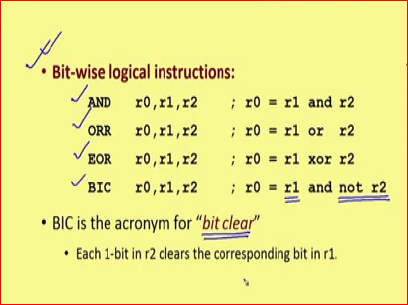 • Bit-wise logical instructions:
AND r0,r1,r2 ; r0 = r1 and r2
ORR r0,r1,r2 ; r0 = r1 or r2
EOR r0,r1,r2 ; r0 = r1 xor r2
BIC r0,r1,r2 ; r0 = r1 and not r2
• BIC is the acronym for “bit clear”
• Each 1-bit in r2 clears the corresponding bit in r1.